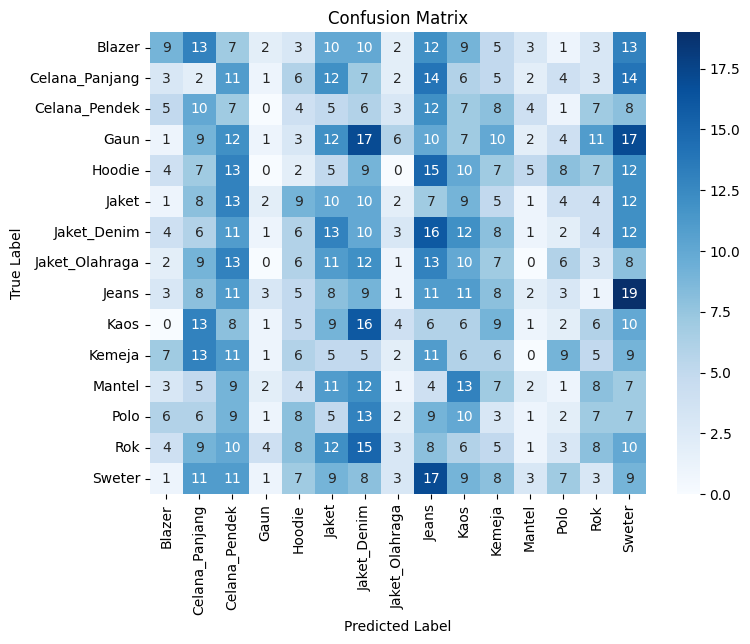 Confusion Matrix
True Label
Blazer 9 13 7 2 3 10 10 2 12 9 5 3 1 3 13
Celana_Panjang 3 2 11 1 6 12 7 2 14 6 5 2 4 3 14
Celana_Pendek 5 10 7 0 4 5 6 3 12 7 8 4 1 7 8
Gaun 1 9 12 1 3 12 17 6 10 7 10 2 4 11 17
Hoodie 4 7 13 0 2 5 9 0 15 10 7 5 8 7 12
Jaket 1 8 13 2 9 10 10 2 7 9 5 1 4 4 12
Jaket_Denim 4 6 11 1 6 13 10 3 16 12 8 1 2 4 12
Jaket_Olahraga 2 9 13 0 6 11 12 1 13 10 7 0 6 3 8
Jeans 3 8 11 3 5 8 9 1 11 11 8 2 3 1 19
Kaos 0 13 8 1 5 9 16 4 6 6 9 1 2 6 10
Kemeja 7 13 11 1 6 5 5 2 11 6 6 0 9 5 9
Mantel 3 5 9 2 4 11 12 1 4 13 7 2 1 8 7
Polo 6 6 9 1 8 5 13 2 9 10 3 1 2 7 7
Rok 4 9 10 4 8 12 15 3 8 6 5 1 3 8 10
Sweter 1 11 11 1 7 9 8 3 17 9 8 3 7 3 9
Blazer
Celana_Panjang
Celana_Pendek
Gaun
Hoodie
Jaket
Jaket_Denim
Jaket_Olahraga
Jeans
Kaos
Kemeja
Mantel
Polo
Rok
Sweter
Predicted Label
17.5
15.0
12.5
10.0
7.5
5.0
2.5
0.0